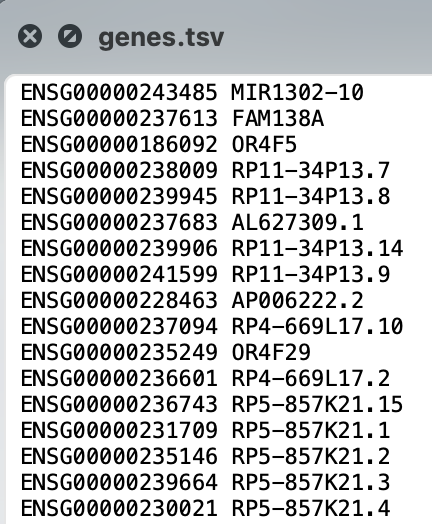 genes.tsv
ENSG00000243485 MIR1302-10
ENSG00000237613 FAM138A
ENSG00000186092 OR4F5
ENSG00000238009 RP11-34P13.7
ENSG00000239945 RP11-34P13.8
ENSG00000237683 AL627309.1
ENSG00000239906 RP11-34P13.14
ENSG00000241599 RP11-34P13.9
ENSG00000228463 AP006222.2
ENSG00000237094 RP4-669L17.10
ENSG00000235249 OR4F29
ENSG00000236601 RP4-669L17.2
ENSG00000236743 RP5-857K21.15
ENSG00000231709 RP5-857K21.1
ENSG00000235146 RP5-857K21.2
ENSG00000239664 RP5-857K21.3
ENSG00000230021 RP5-857K21.4